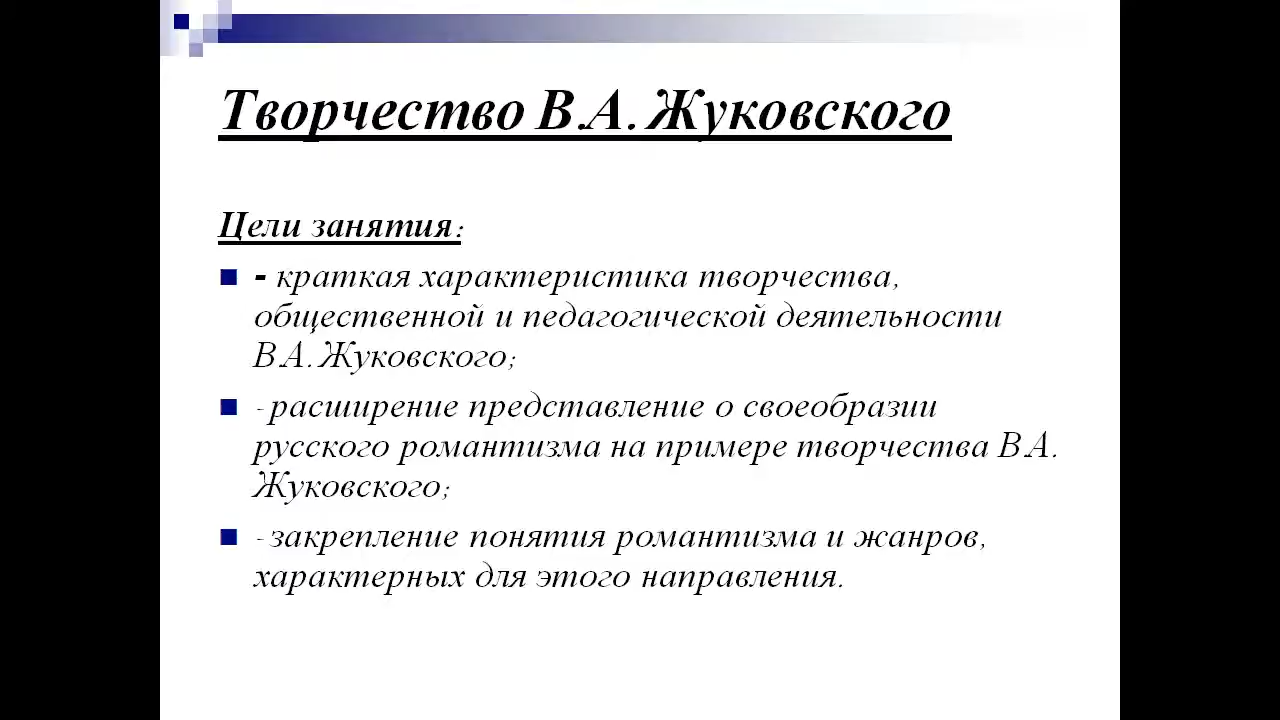 Творчество В.А. Жуковского
Цели занятия:
- краткая характеристика творчества,
общественной и педагогической деятельности
В.А. Жуковского;
- расширение представление о своеобразии
русского романтизма на примере творчества В.А.
Жуковского;
- закрепление понятия романтизма и жанров,
характерных для этого направления.